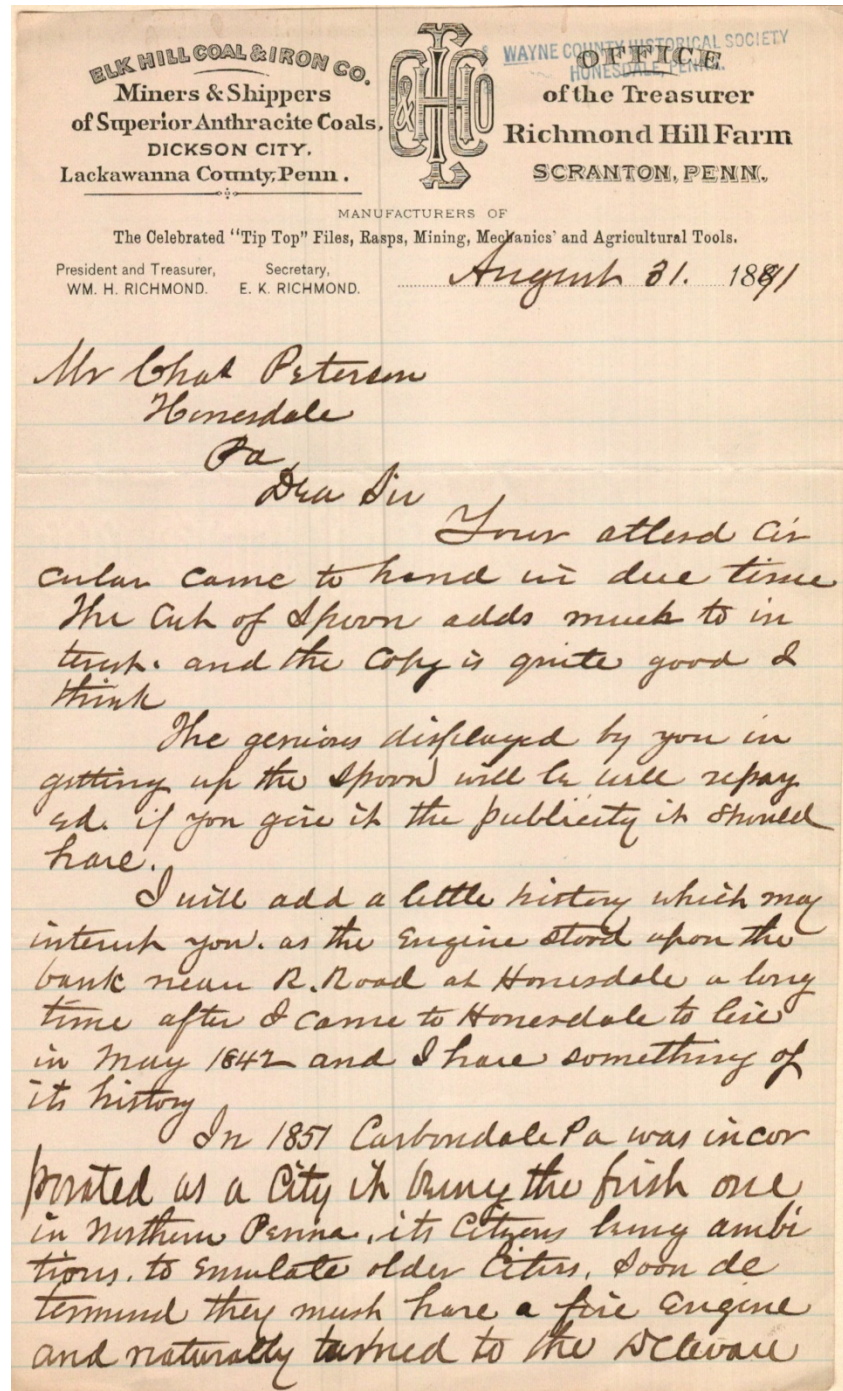 ELK HILL COAL & IRON CO.
Miners & Shippers
of Superior Anthracite Coals,
DICKSON CITY.
Lackawanna County, Penn.
WAYNE COUNTY HISTORICAL SOCIETY
HONESDALE, PENNA.
OFFICE
of the Treasurer
Richmond Hill Farm
SCRANTON, PENN.
MANUFACTURERS OF
The Celebrated "Tip Top" Files, Rasps, Mining, Mechanics' and Agricultural Tools.
President and Treasurer,
WM. H. RICHMOND.
Secretary,
E. K. RICHMOND.
August 31. 1891
Mr Chas Peterson
Honesdale
Pa
Dear Sir
Your cir
cular came to hand in due time
The Cut of Spoon adds much to in
terest. and the Copy is quite good I
think
The genious displayed by you in
getting up the Spoon will be well repay
ed. if you give it the publicity it should
have.
I will add a little history which may
interest you. as the Engine stood upon the
bank near R. Road at Honesdale a long
time after I came to Honesdale to live
in May 1842 and I have something of
its history
In 1851 Carbondale Pa was incor
porated as a City it being the first one
in Northern Penna, its Citizens being ambi
tious. to Emulate older Cities. Soon de
termined they must have a fire Engine
and naturally turned to the Delaware